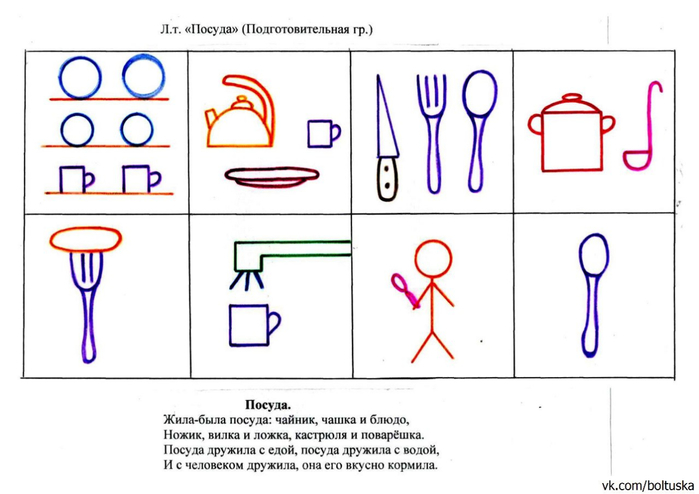 Л.т. «Посуда» (Подготовительная гр.)
Посуда.
Жила-была посуда: чайник, чашка и блюдо,
Ножик, вилка и ложка, кастрюля и поварёшка.
Посуда дружила с едой, посуда дружила с водой,
И с человеком дружила, она его вкусно кормила.
vk.com/boltuska